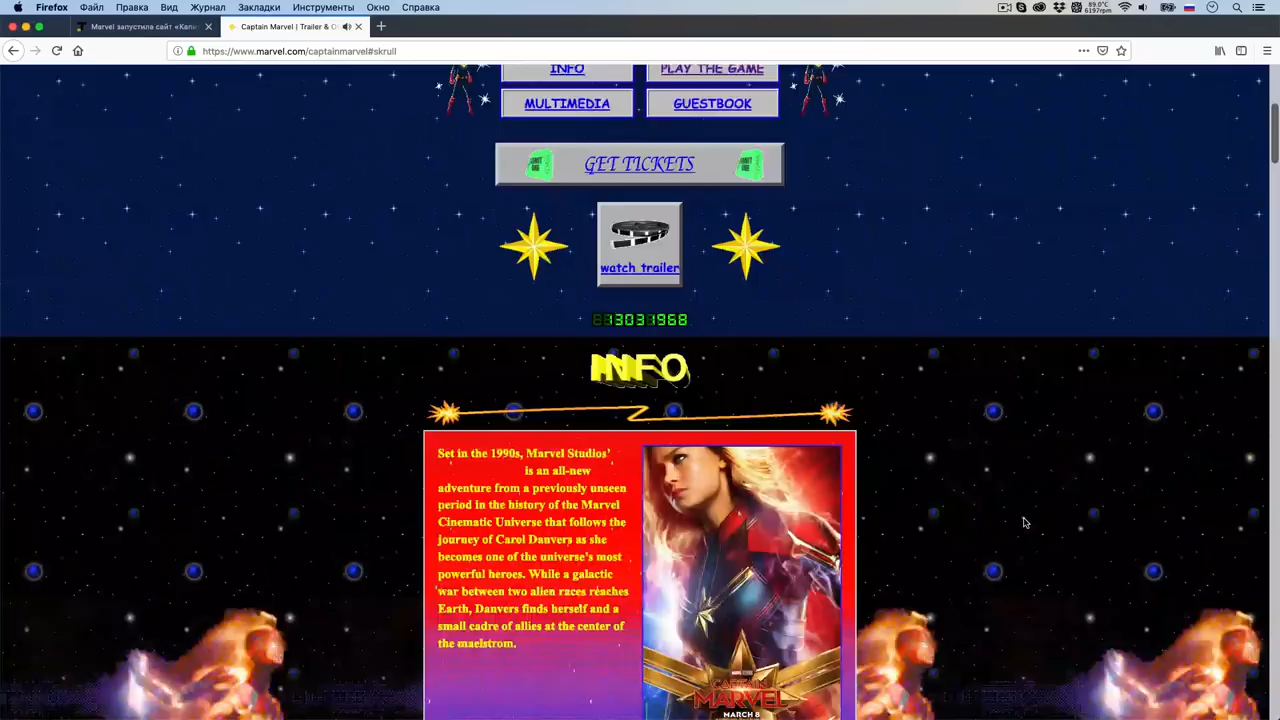 Firefox Файл Правка Вид Журнал Закладки Инструменты Окно Справка
89.0°C
6197rpm
Marvel запустила сайт «Капи
Captain Marvel | Trailer & O
https://www.marvel.com/captainmarvel#skrull
INFO
PLAY THE GAME
MULTIMEDIA
GUESTBOOK
GET TICKETS
watch trailer
13031968
INFO
Set in the 1990s, Marvel Studios’
is an all-new
adventure from a previously unseen
period in the history of the Marvel
Cinematic Universe that follows the
journey of Carol Danvers as she
becomes one of the universe’s most
powerful heroes. While a galactic
war between two alien races reaches
Earth, Danvers finds herself and a
small cadre of allies at the center of
the maelstrom.
CAPTAIN
MARVEL
MARCH 8